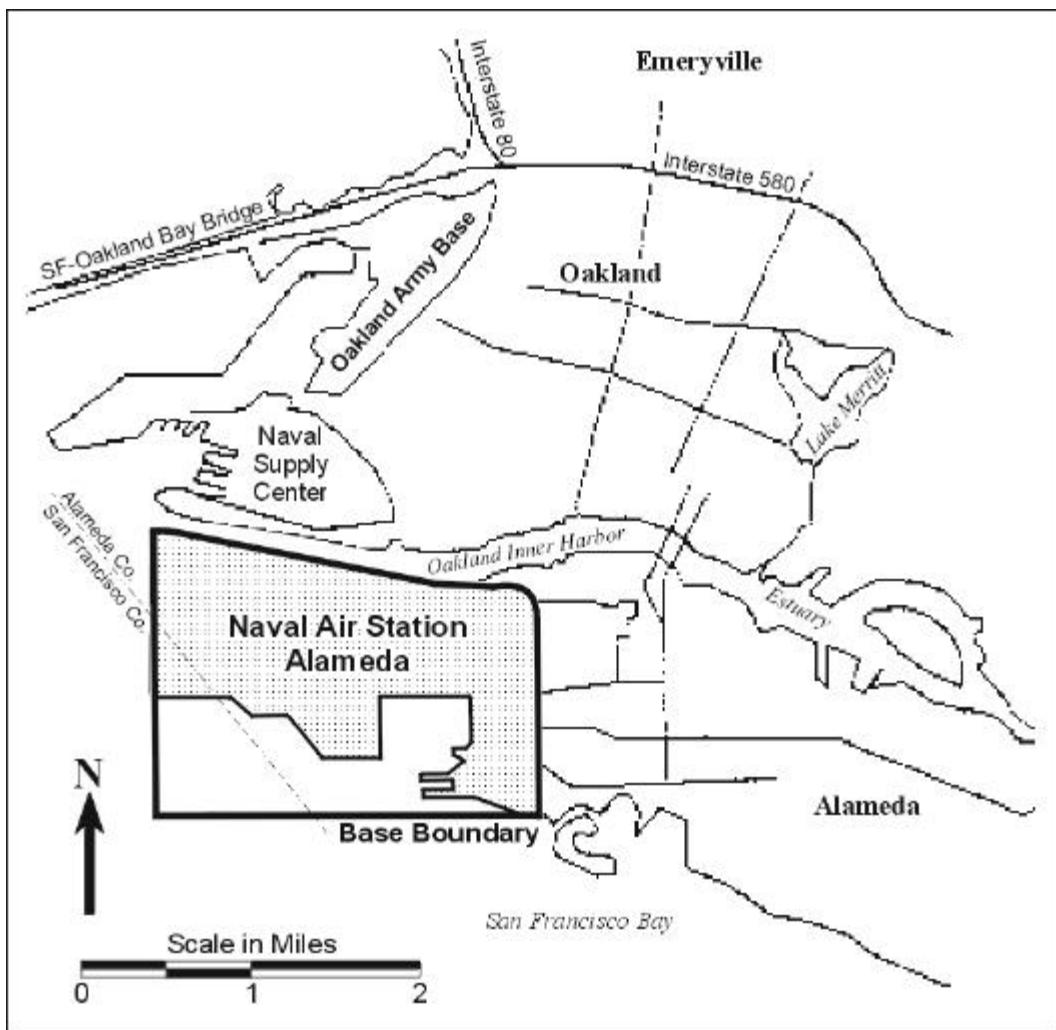 Emeryville
Interstate 80
Interstate 580
SF-Oakland Bay Bridge
Oakland Army Base
Oakland
Lake Merritt
Naval
Supply
Center
Alameda Co.
San Francisco Co.
Oakland Inner Harbor
Estuary
Naval Air Station
Alameda
N
Base Boundary
Alameda
San Francisco Bay
Scale in Miles
0 1 2